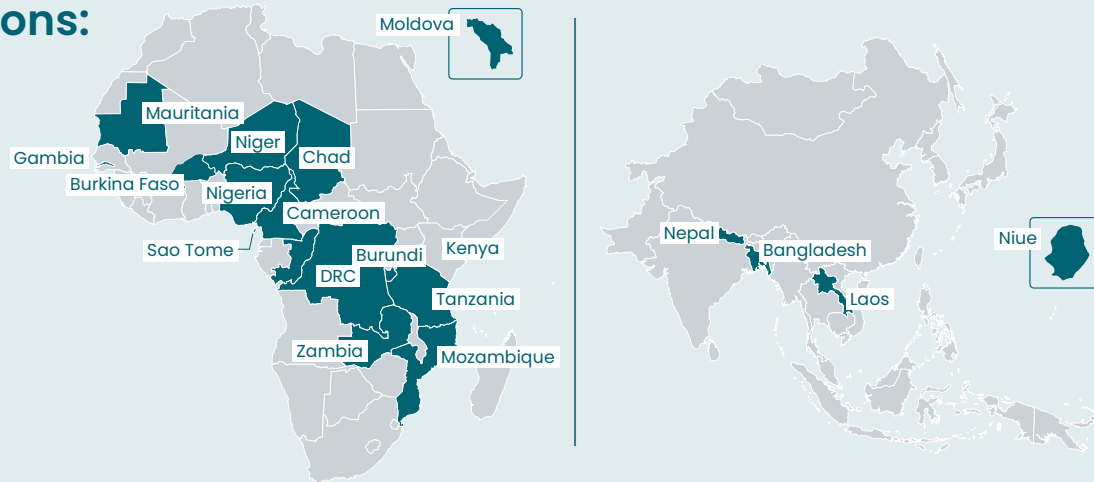 ons:
Moldova
Mauritania
Niger
Gambia
Chad
Burkina Faso
Nigeria
Cameroon
Sao Tome
Burundi
Kenya
DRC
Tanzania
Zambia
Mozambique
Nepal
Bangladesh
Niue
Laos